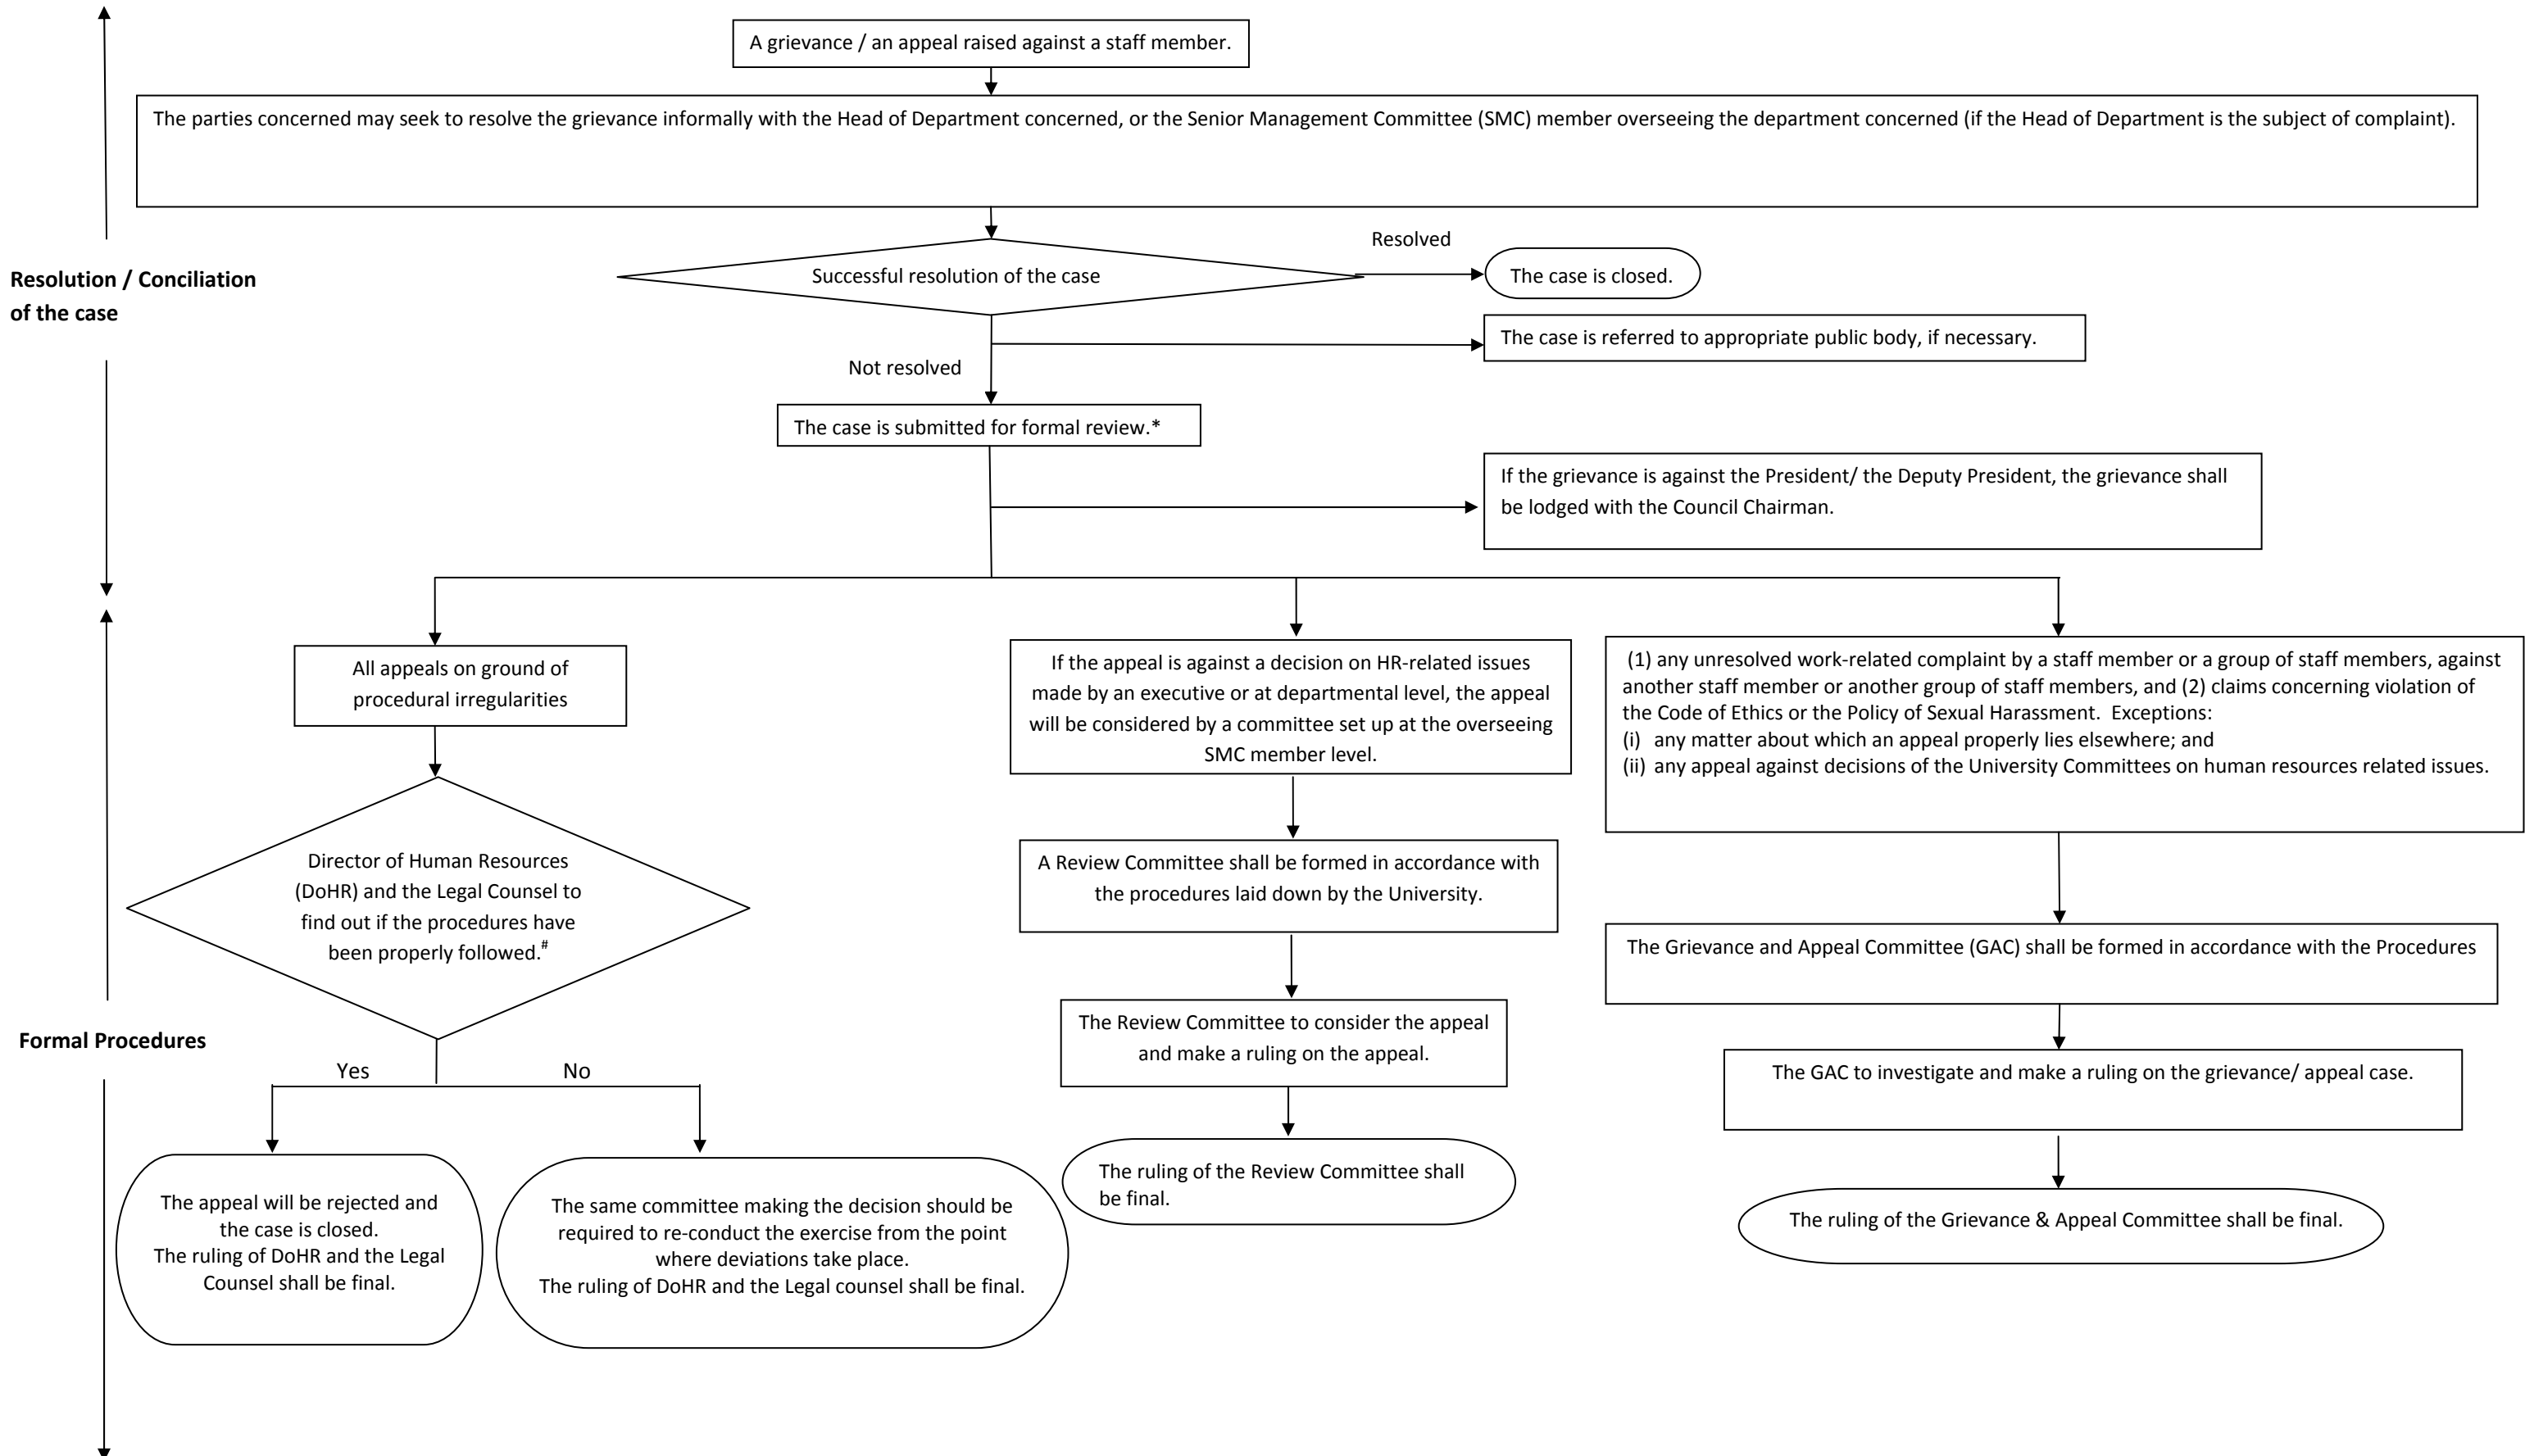 A grievance / an appeal raised against a staff member.
The parties concerned may seek to resolve the grievance informally with the Head of Department concerned, or the Senior Management Committee (SMC) member overseeing the department concerned (if the Head of Department is the subject of complaint).
Resolution / Conciliation
of the case
Successful resolution of the case
Resolved
The case is closed.
The case is referred to appropriate public body, if necessary.
Not resolved
The case is submitted for formal review.*
If the grievance is against the President/ the Deputy President, the grievance shall
be lodged with the Council Chairman.
Formal Procedures
All appeals on ground of
procedural irregularities
Director of Human Resources
(DoHR) and the Legal Counsel to
find out if the procedures have
been properly followed.#
Yes
No
The appeal will be rejected and
the case is closed.
The ruling of DoHR and the Legal
Counsel shall be final.
The same committee making the decision should be
required to re-conduct the exercise from the point
where deviations take place.
The ruling of DoHR and the Legal counsel shall be final.
If the appeal is against a decision on HR-related issues
made by an executive or at departmental level, the appeal
will be considered by a committee set up at the overseeing
SMC member level.
A Review Committee shall be formed in accordance with
the procedures laid down by the University.
The Review Committee to consider the appeal
and make a ruling on the appeal.
The ruling of the Review Committee shall
be final.
(1) any unresolved work-related complaint by a staff member or a group of staff members, against
another staff member or another group of staff members, and (2) claims concerning violation of
the Code of Ethics or the Policy of Sexual Harassment. Exceptions:
(i) any matter about which an appeal properly lies elsewhere; and
(ii) any appeal against decisions of the University Committees on human resources related issues.
The Grievance and Appeal Committee (GAC) shall be formed in accordance with the Procedures
The GAC to investigate and make a ruling on the grievance/ appeal case.
The ruling of the Grievance & Appeal Committee shall be final.